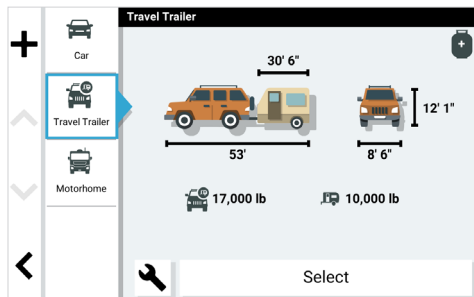 Travel Trailer
Car
Travel Trailer
Motorhome
30' 6"
12' 1"
53'
8' 6"
17,000 lb
10,000 lb
Select